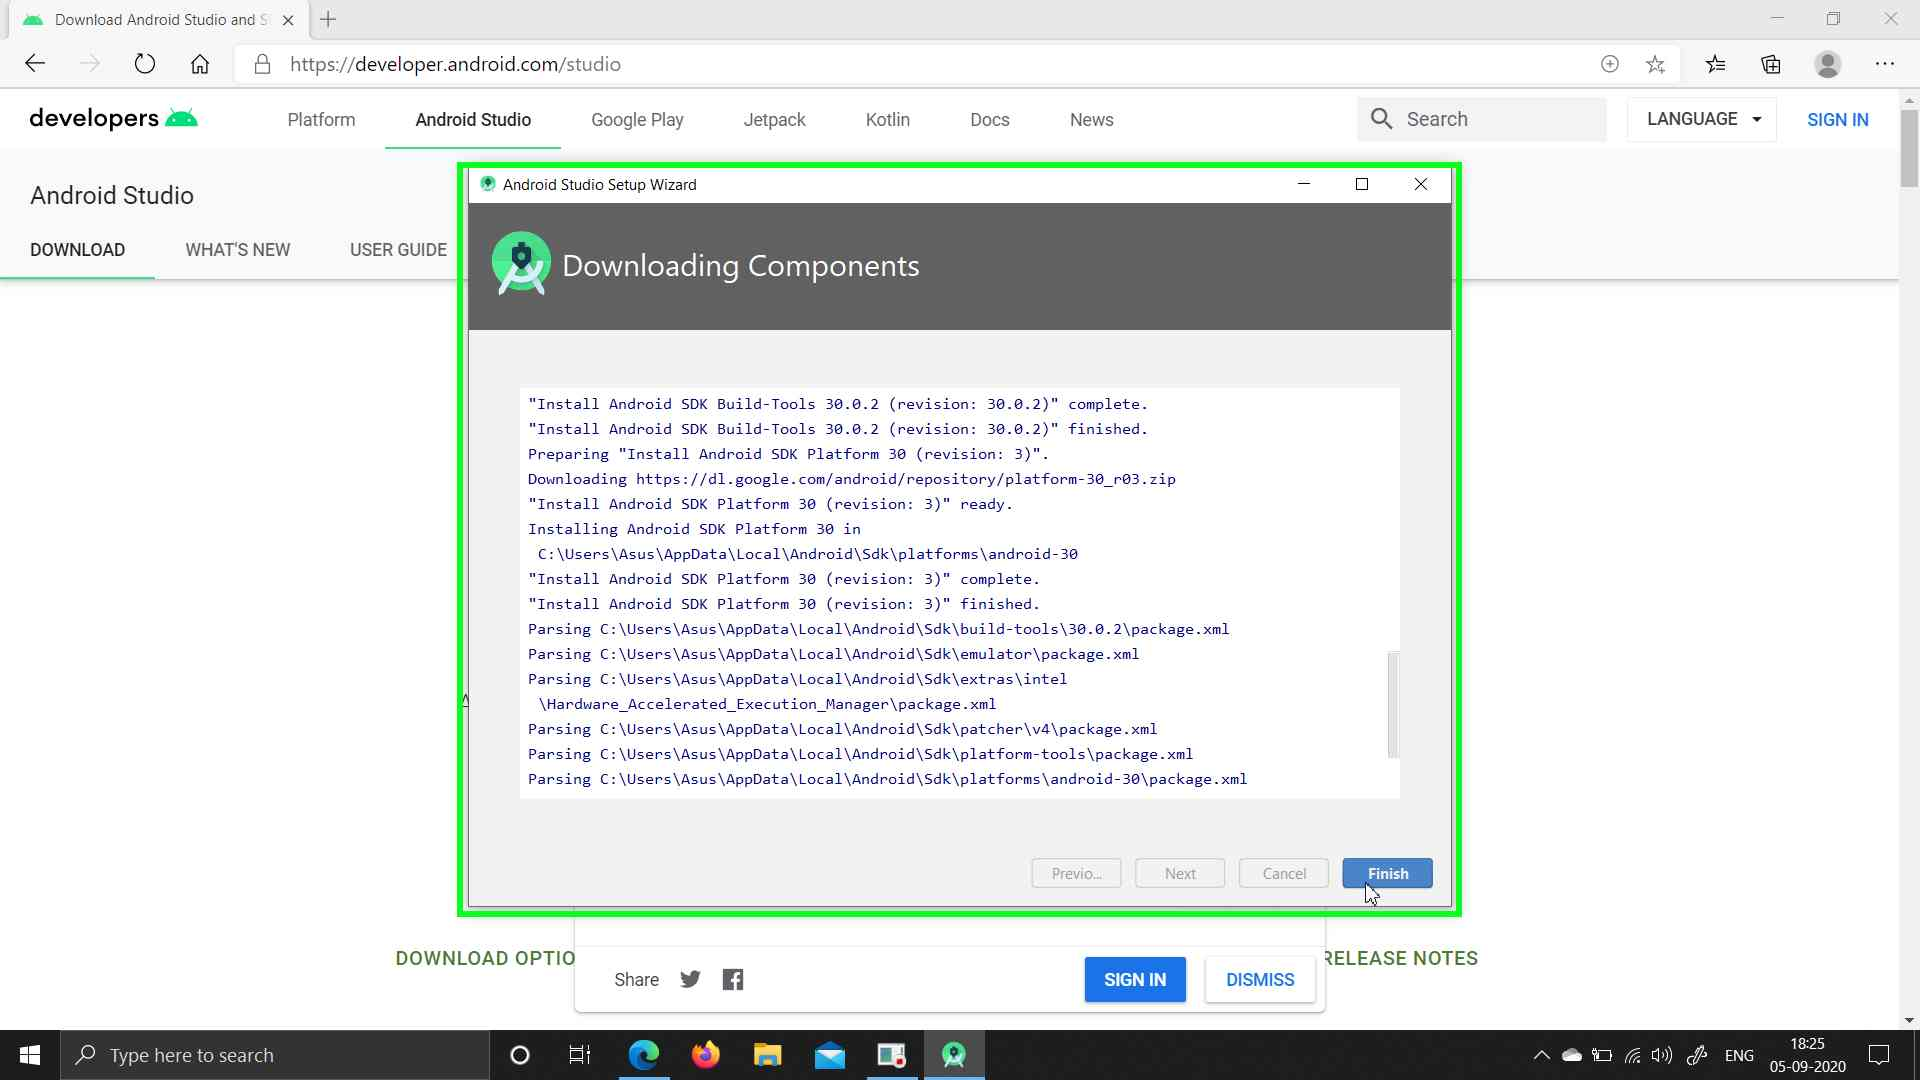 Download Android Studio and S
https://developer.android.com/studio
developers
Platform
Android Studio
Google Play
Jetpack
Kotlin
Docs
News
Search
LANGUAGE
SIGN IN
Android Studio
DOWNLOAD
WHAT'S NEW
USER GUIDE
Android Studio Setup Wizard
Downloading Components
"Install Android SDK Build-Tools 30.0.2 (revision: 30.0.2)" complete.
"Install Android SDK Build-Tools 30.0.2 (revision: 30.0.2)" finished.
Preparing "Install Android SDK Platform 30 (revision: 3)".
Downloading https://dl.google.com/android/repository/platform-30_r03.zip
"Install Android SDK Platform 30 (revision: 3)" ready.
Installing Android SDK Platform 30 in
C:\Users\Asus\AppData\Local\Android\Sdk\platforms\android-30
"Install Android SDK Platform 30 (revision: 3)" complete.
"Install Android SDK Platform 30 (revision: 3)" finished.
Parsing C:\Users\Asus\AppData\Local\Android\Sdk\build-tools\30.0.2\package.xml
Parsing C:\Users\Asus\AppData\Local\Android\Sdk\emulator\package.xml
Parsing C:\Users\Asus\AppData\Local\Android\Sdk\extras\intel
\Hardware_Accelerated_Execution_Manager\package.xml
Parsing C:\Users\Asus\AppData\Local\Android\Sdk\patcher\v4\package.xml
Parsing C:\Users\Asus\AppData\Local\Android\Sdk\platform-tools\package.xml
Parsing C:\Users\Asus\AppData\Local\Android\Sdk\platforms\android-30\package.xml
Previo...
Next
Cancel
Finish
DOWNLOAD OPTIO
RELEASE NOTES
Share
SIGN IN
DISMISS
Type here to search
ENG
18:25
05-09-2020